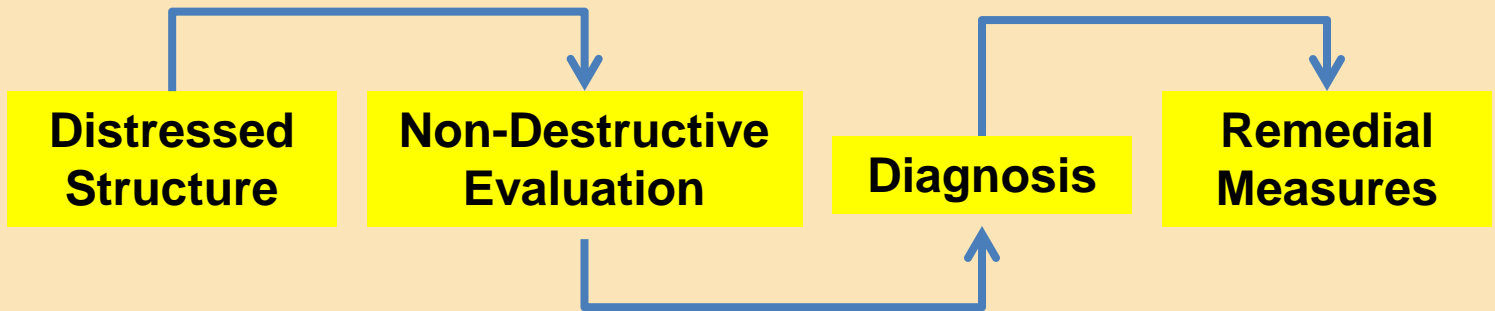 Distressed
Structure
Non-Destructive
Evaluation
Diagnosis
Remedial
Measures